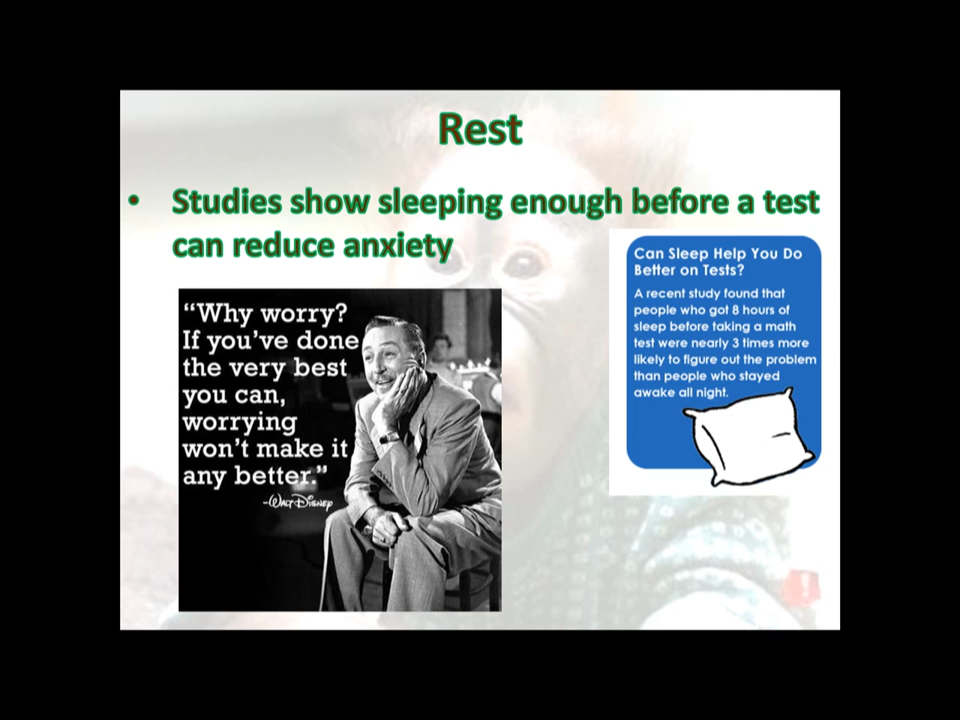 Rest
• Studies show sleeping enough before a test
can reduce anxiety
“Why worry?
If you’ve done
the very best
you can,
worrying
won’t make it
any better.”
-Walt Disney
Can Sleep Help You Do
Better on Tests?
A recent study found that
people who got 8 hours of
sleep before taking a math
test were nearly 3 times more
likely to figure out the problem
than people who stayed
awake all night.